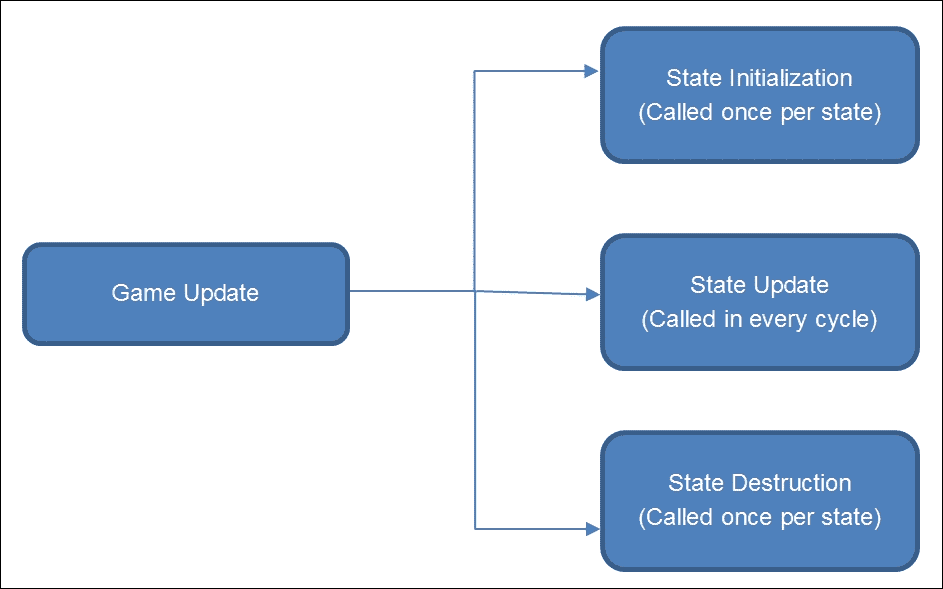 Game Update
State Initialization
(Called once per state)
State Update
(Called in every cycle)
State Destruction
(Called once per state)